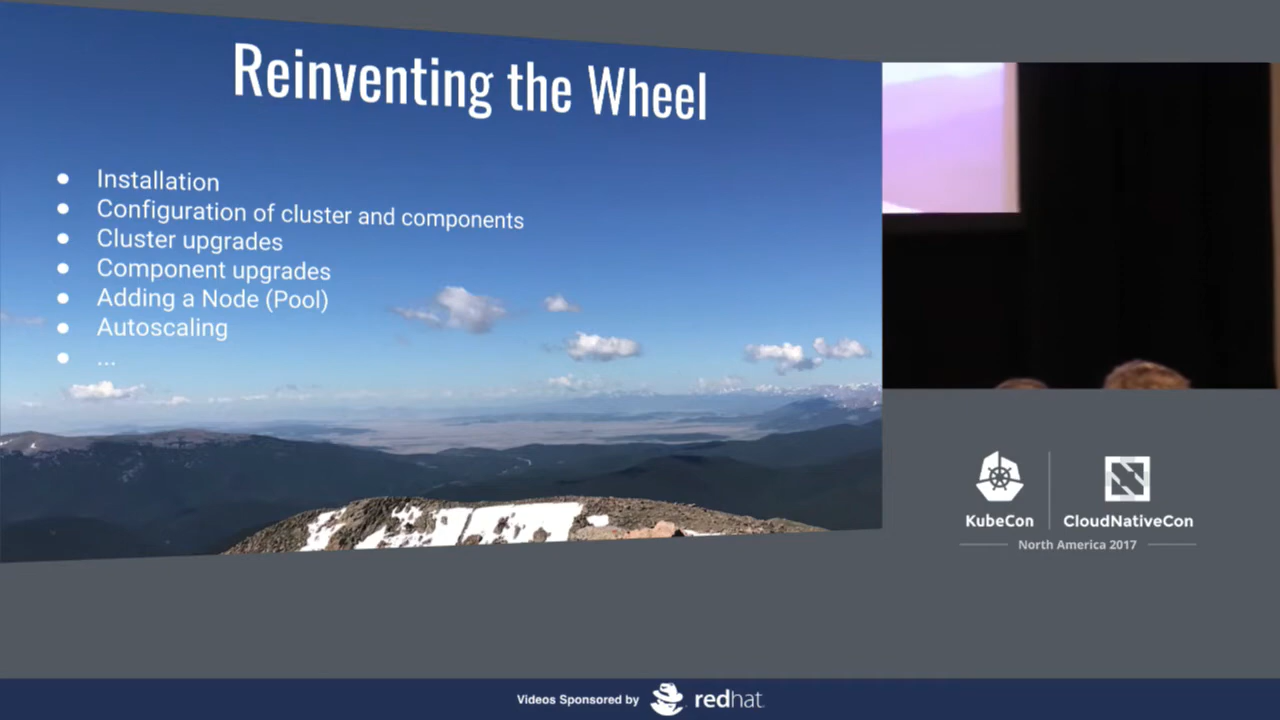 Reinventing the Wheel
● Installation
● Configuration of cluster and components
● Cluster upgrades
● Component upgrades
● Adding a Node (Pool)
● Autoscaling
● ...
KubeCon
CloudNativeCon
North America 2017
Videos Sponsored by redhat.